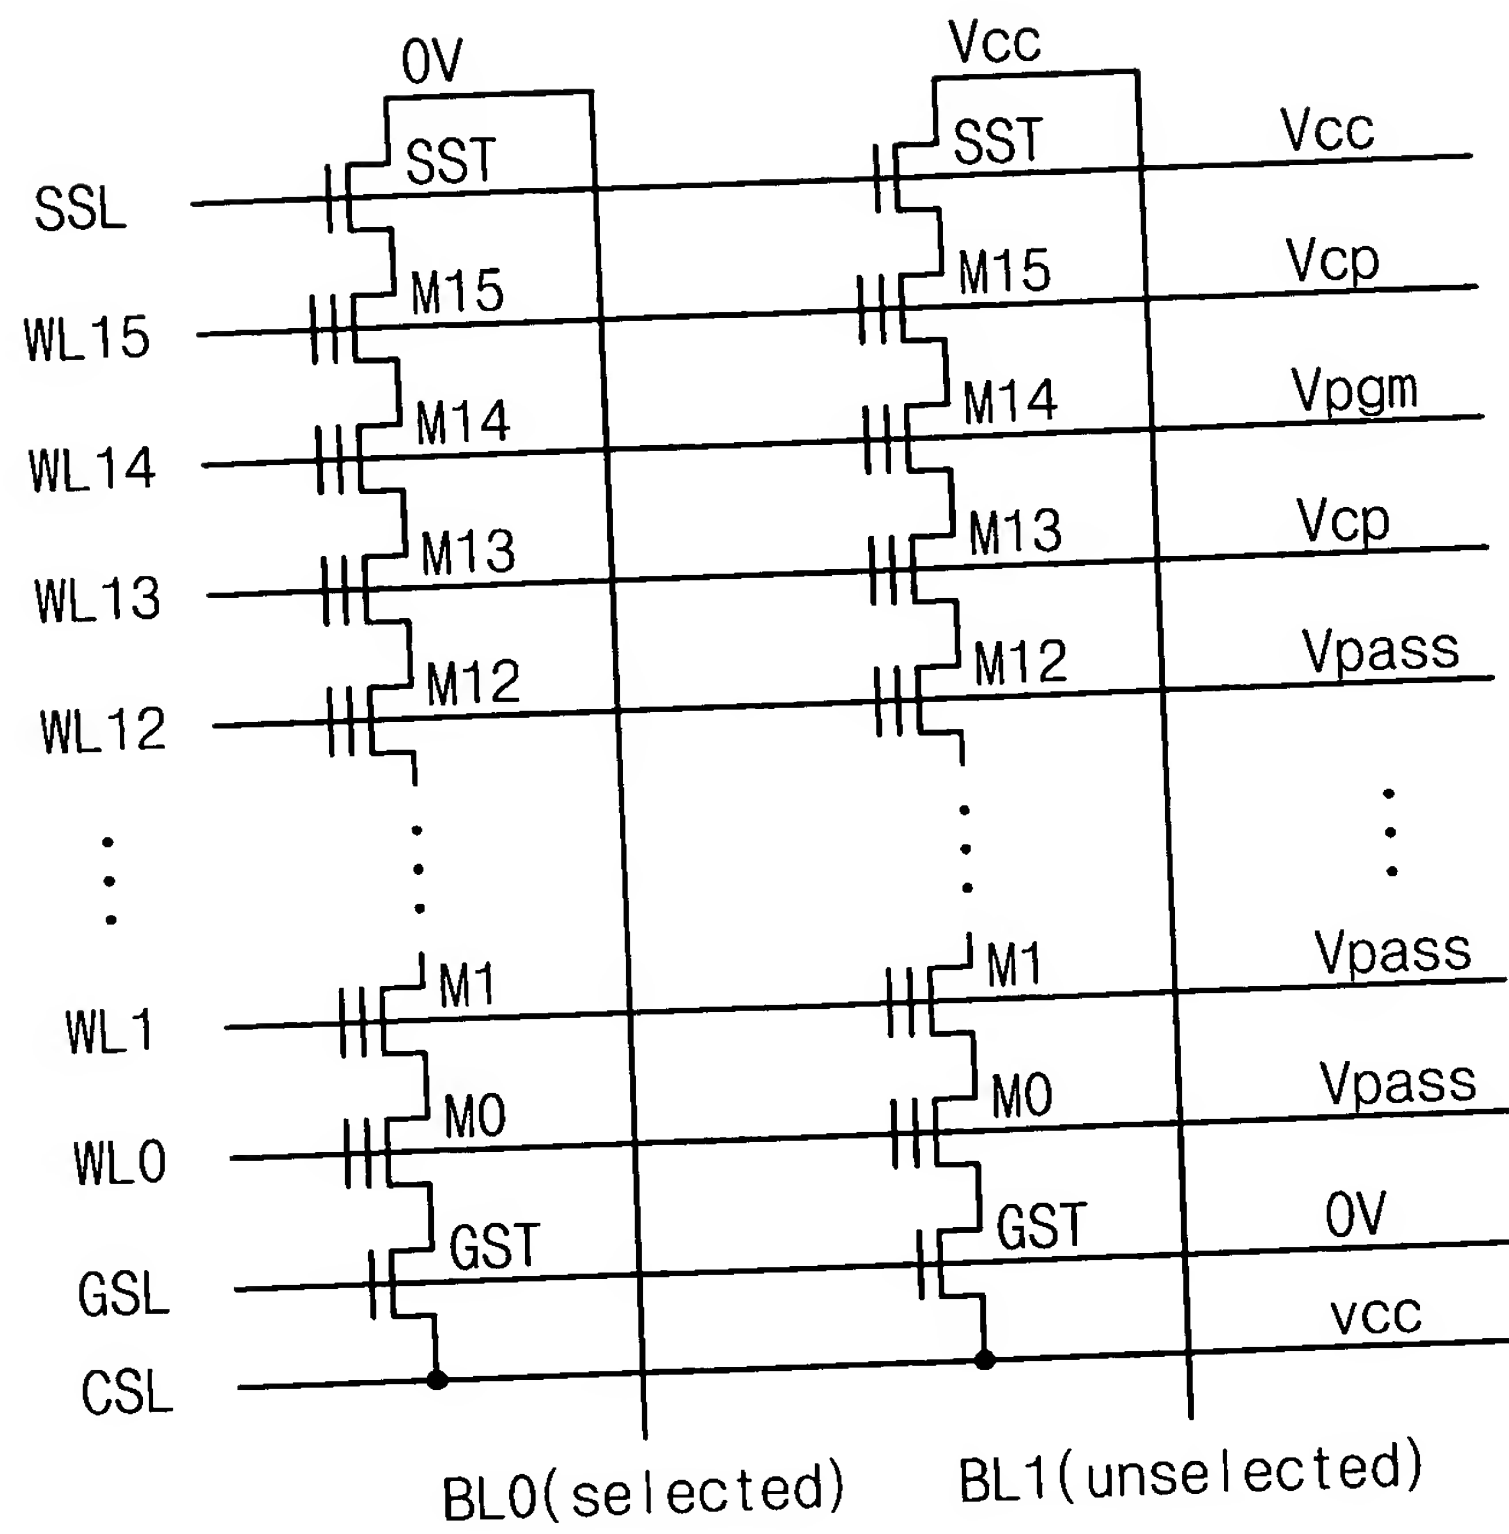 0V
Vcc
SSL SST SST Vcc
WL15 M15 M15 Vcp
WL14 M14 M14 Vpgm
WL13 M13 M13 Vcp
WL12 M12 M12 Vpass
WL1 M1 M1 Vpass
WL0 M0 M0 Vpass
GSL GST GST 0V
CSL vcc
BL0(selected) BL1(unselected)